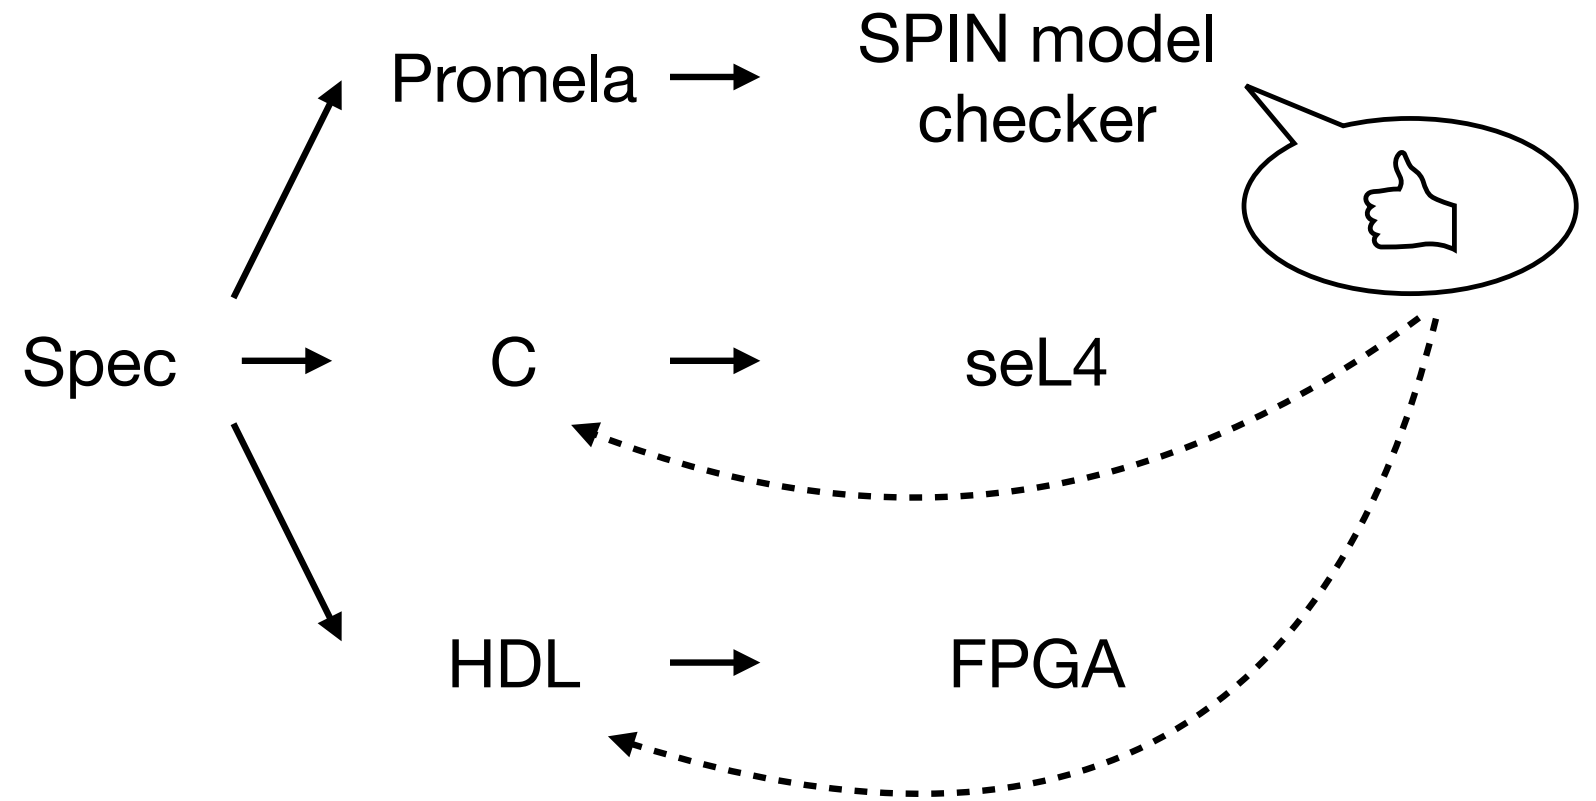 Promela
SPIN model
checker
Spec
C
seL4
HDL
FPGA